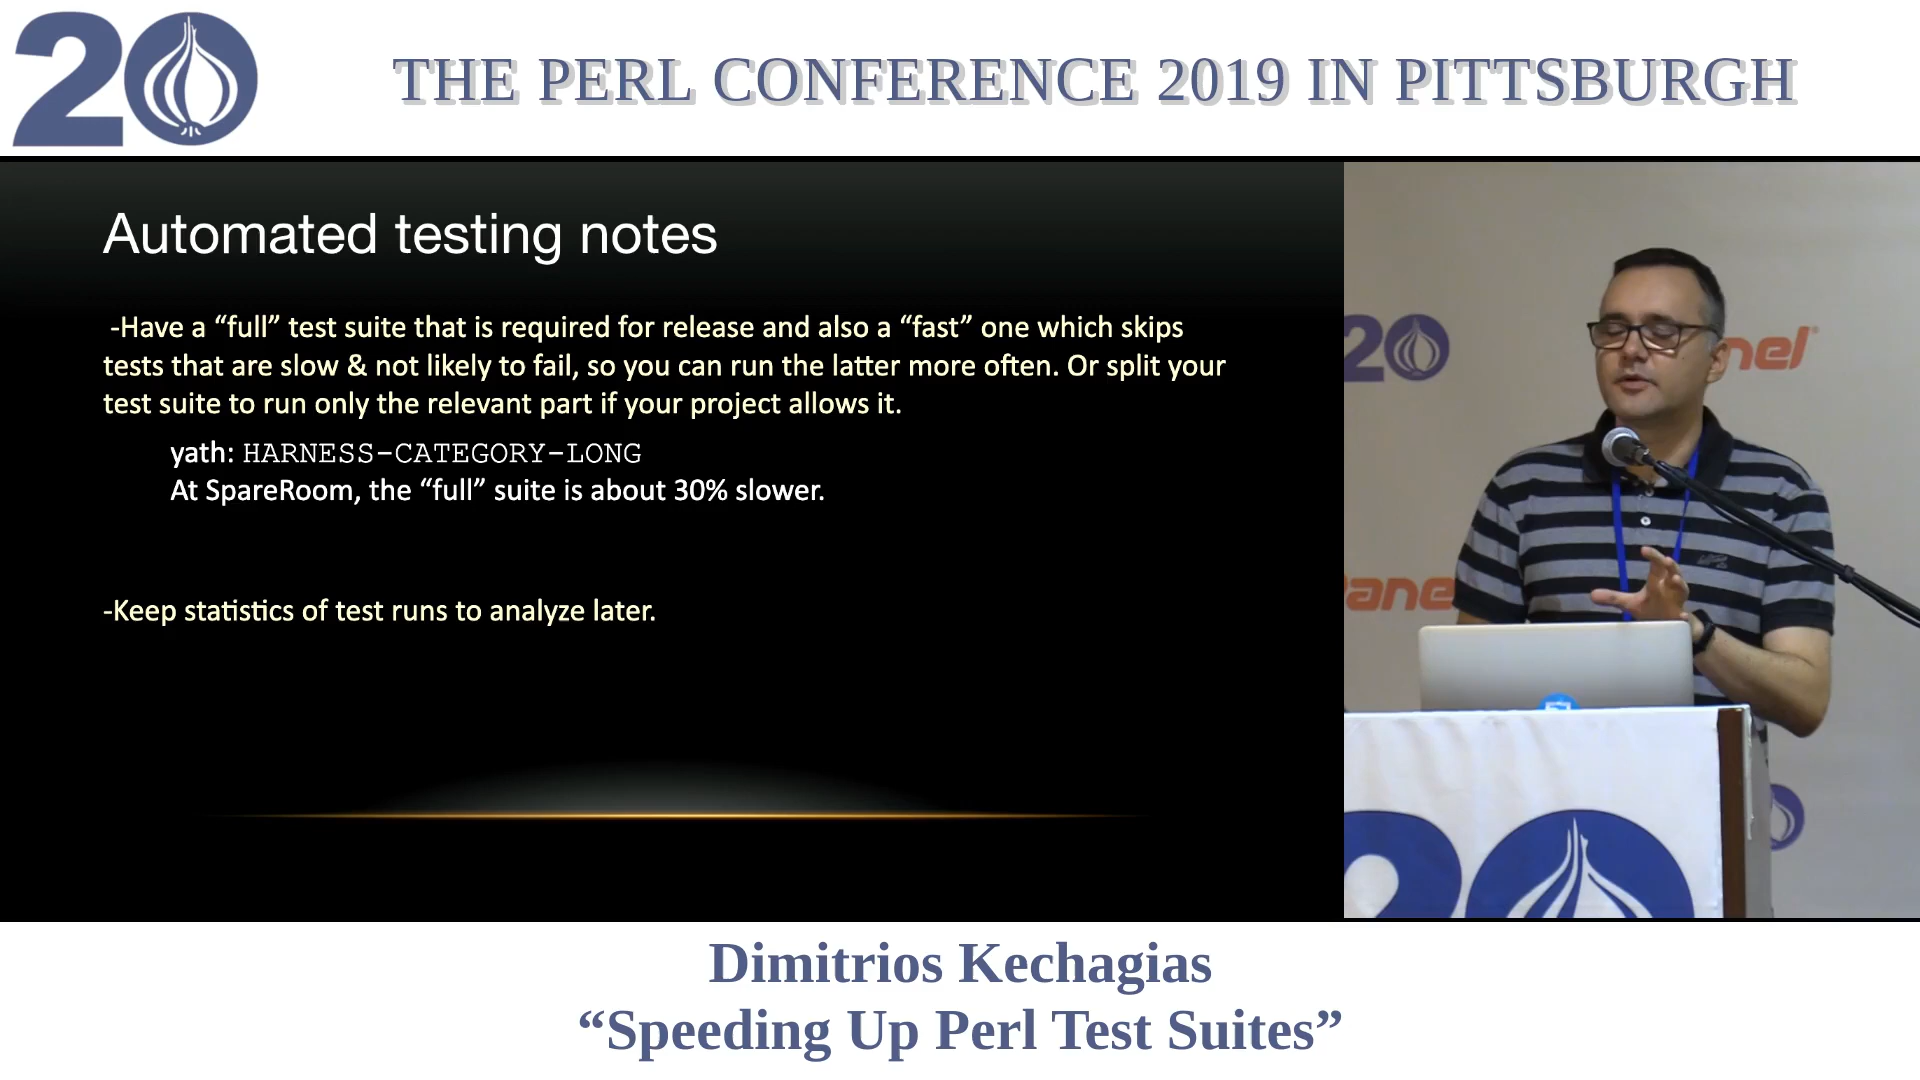 20
THE PERL CONFERENCE 2019 IN PITTSBURGH
Automated testing notes
-Have a “full” test suite that is required for release and also a “fast” one which skips
tests that are slow & not likely to fail, so you can run the latter more often. Or split your
test suite to run only the relevant part if your project allows it.
yath: HARNESS-CATEGORY-LONG
At SpareRoom, the “full” suite is about 30% slower.
-Keep statistics of test runs to analyze later.
20
nel
Pane
20
Dimitrios Kechagias
“Speeding Up Perl Test Suites”